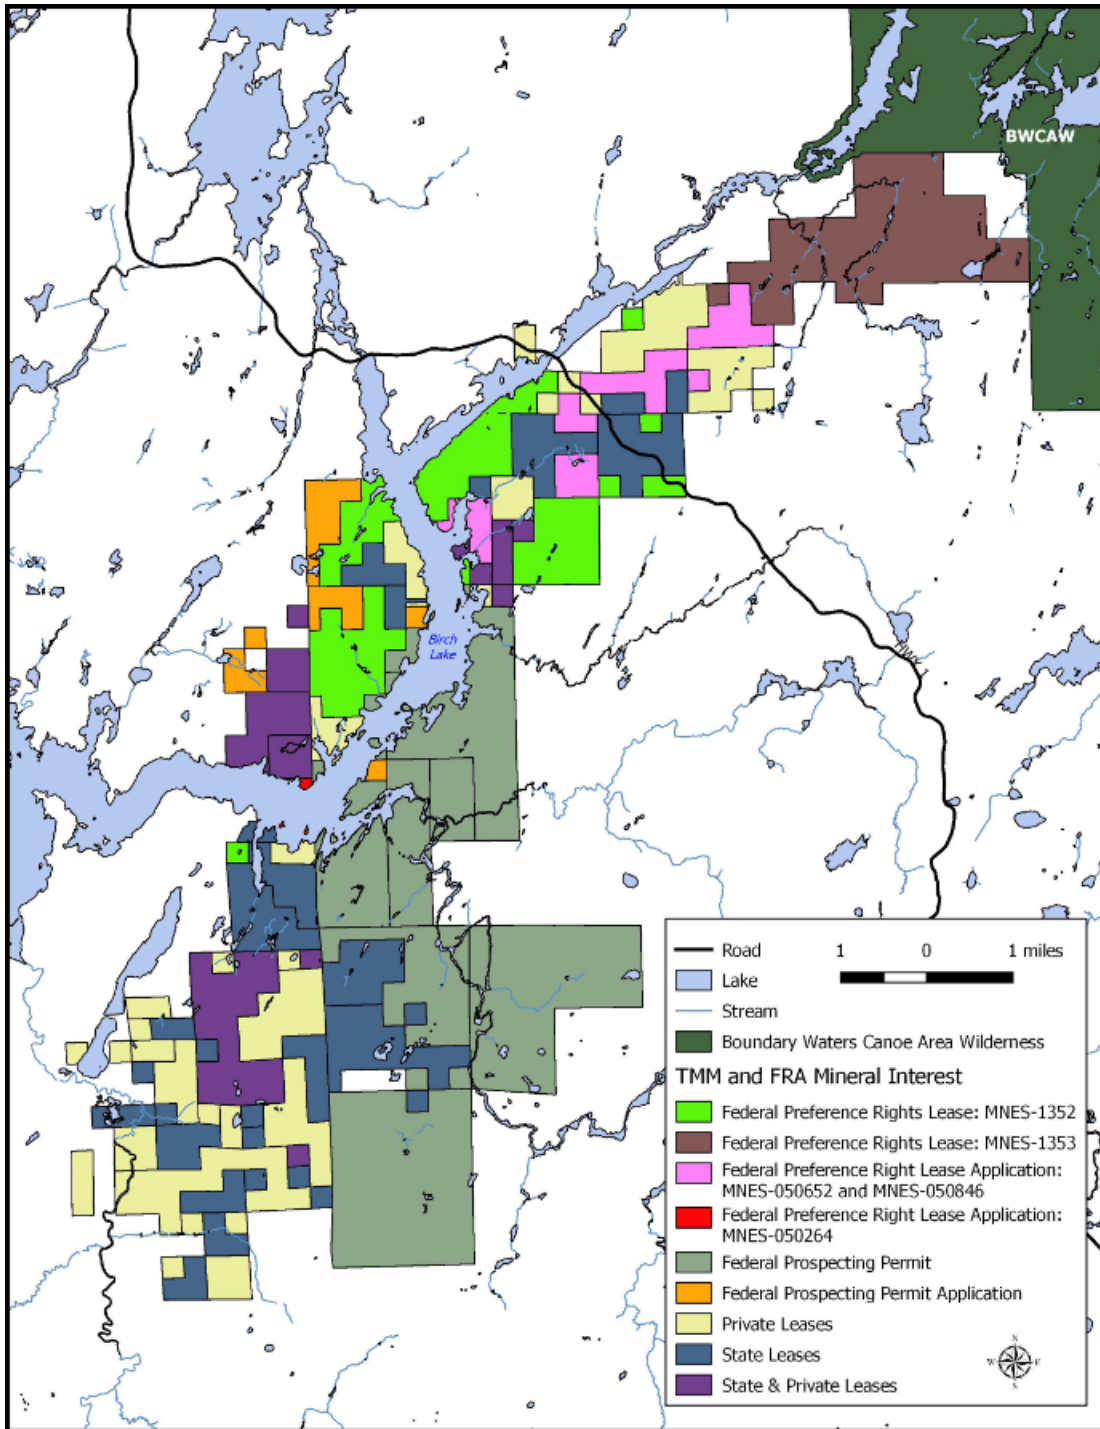 BWCAW
Birch
Lake
Road
1 0 1 miles
Lake
Stream
Boundary Waters Canoe Area Wilderness
TMM and FRA Mineral Interest
Federal Preference Rights Lease: MNES-1352
Federal Preference Rights Lease: MNES-1353
Federal Preference Right Lease Application:
MNES-050652 and MNES-050846
Federal Preference Right Lease Application:
MNES-050264
Federal Prospecting Permit
Federal Prospecting Permit Application
Private Leases
State Leases
State & Private Leases
N
W E
S